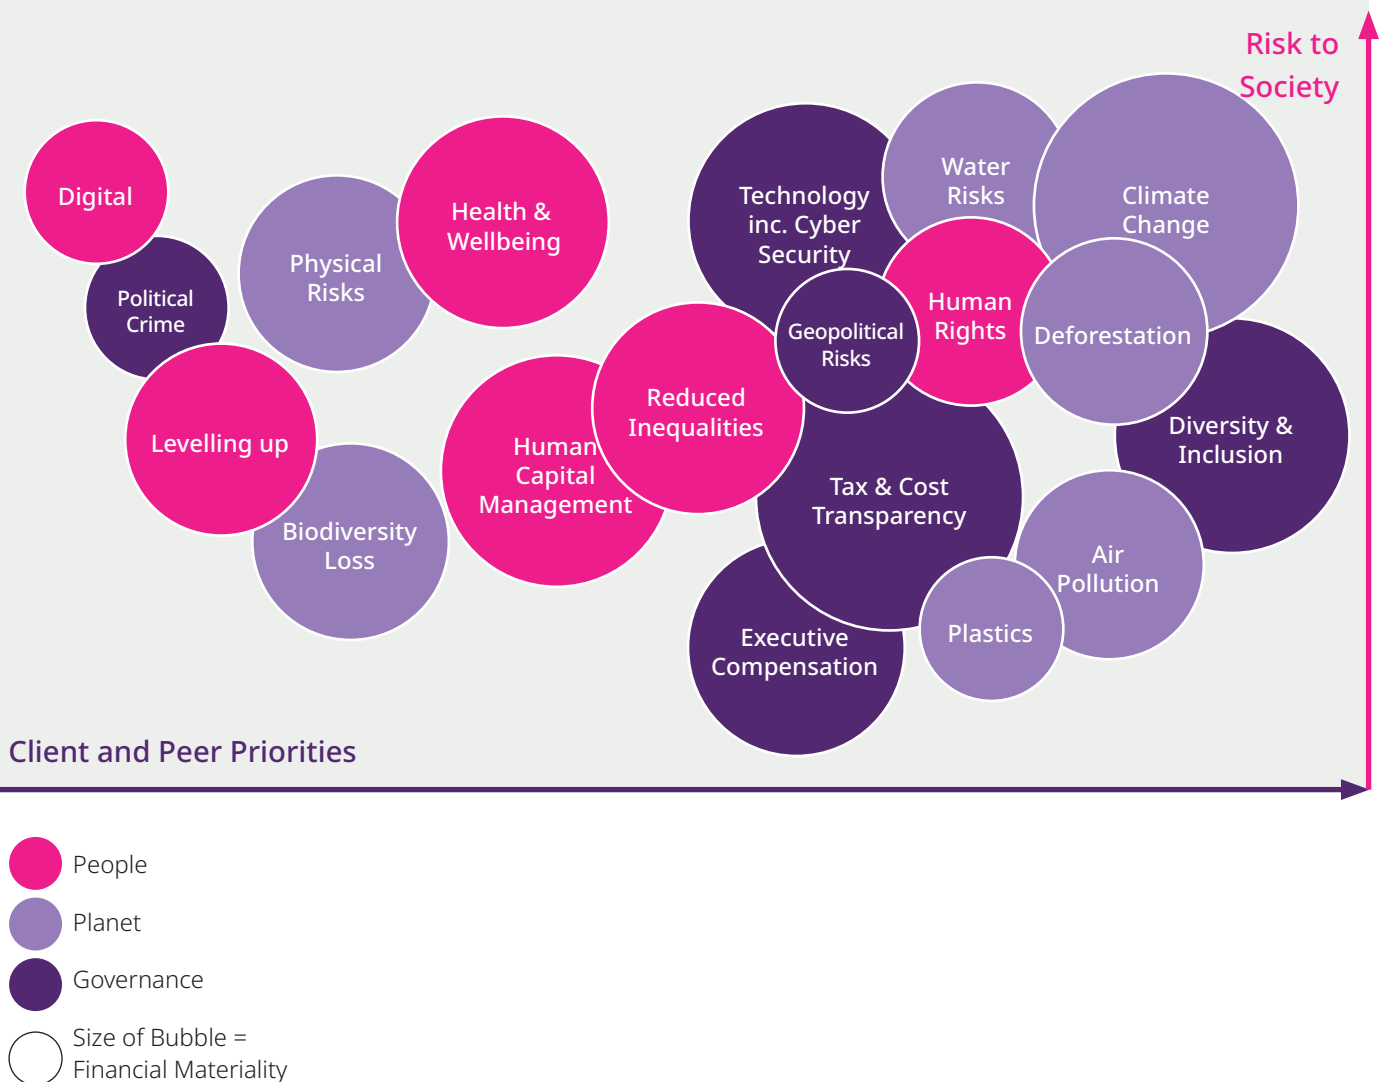 Risk to
Society
Digital
Political
Crime
Levelling up
Physical
Risks
Biodiversity
Loss
Health &
Wellbeing
Human
Capital
Management
Reduced
Inequalities
Technology
inc. Cyber
Security
Geopolitical
Risks
Water
Risks
Human
Rights
Climate
Change
Deforestation
Diversity &
Inclusion
Tax & Cost
Transparency
Air
Pollution
Plastics
Executive
Compensation
Client and Peer Priorities
People
Planet
Governance
Size of Bubble =
Financial Materiality